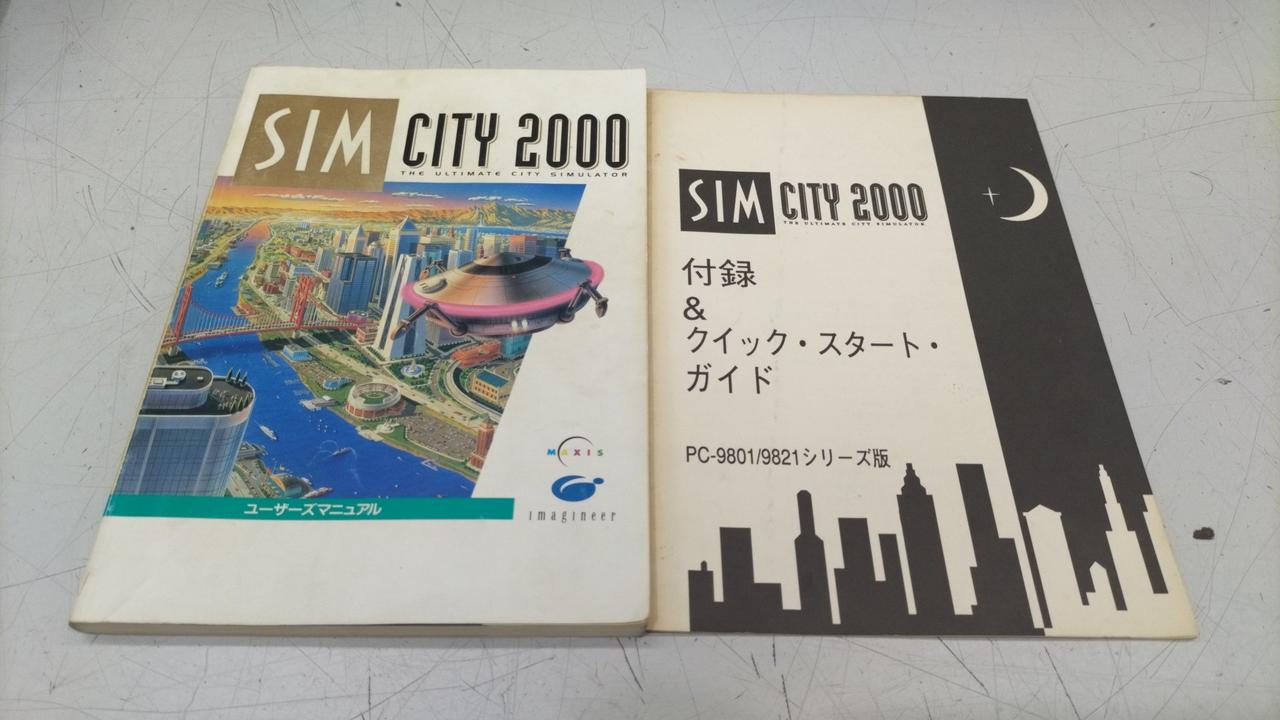 SIM CITY 2000
THE ULTIMATE CITY SIMULATOR
MAXIS
imagineer
ユーザーズマニュアル
SIM CITY 2000
THE ULTIMATE CITY SIMULATOR
付録
&
クイック・スタート・
ガイド
PC-9801/9821シリーズ版